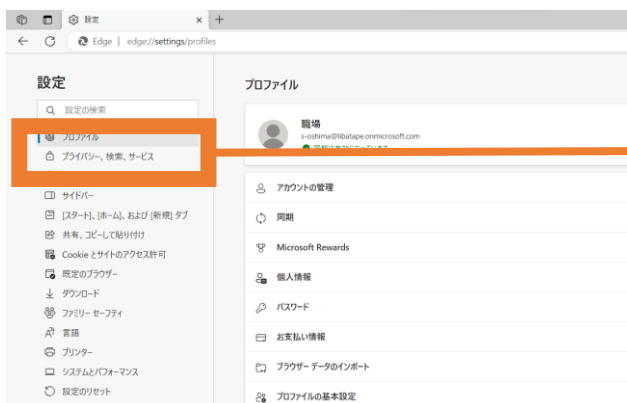 設定
Edge | edge://settings/profiles
設定
設定の検索
プロファイル
プライバシー、検索、サービス
サイドバー
[スタート]、[ホーム]、および [新規] タブ
共有、コピーして貼り付け
Cookie とサイトのアクセス許可
既定のブラウザー
ダウンロード
ファミリー セーフティ
言語
プリンター
システムとパフォーマンス
設定のリセット
プロファイル
職場
s-oshima@libatape.onmicrosoft.com
アカウントの管理
同期
Microsoft Rewards
個人情報
パスワード
お支払い情報
ブラウザー データのインポート
プロファイルの基本設定